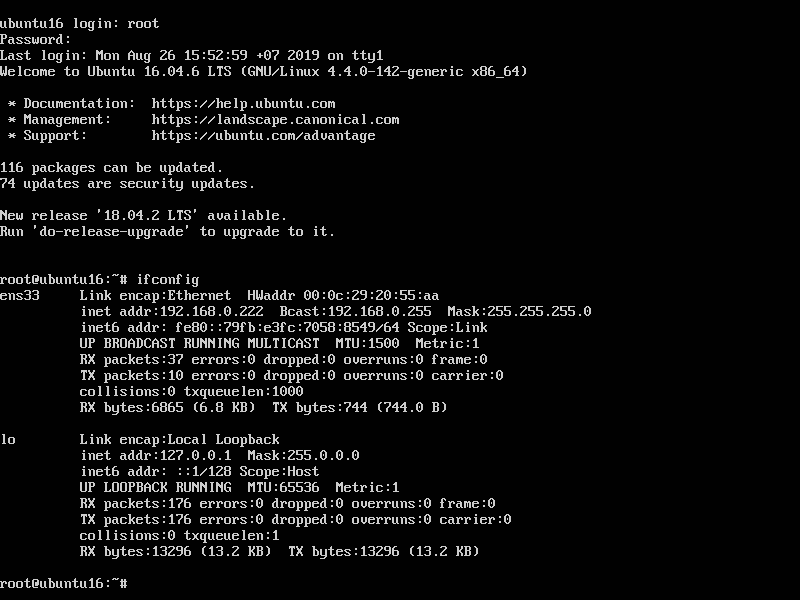 ubuntu16 login: root
Password:
Last login: Mon Aug 26 15:52:59 +07 2019 on tty1
Welcome to Ubuntu 16.04.6 LTS (GNU/Linux 4.4.0-142-generic x86_64)
* Documentation:  https://help.ubuntu.com
* Management:     https://landscape.canonical.com
* Support:        https://ubuntu.com/advantage
116 packages can be updated.
74 updates are security updates.
New release '18.04.2 LTS' available.
Run 'do-release-upgrade' to upgrade to it.
root@ubuntu16:~# ifconfig
ens33     Link encap:Ethernet  HWaddr 00:0c:29:20:55:aa
          inet addr:192.168.0.222  Bcast:192.168.0.255  Mask:255.255.255.0
          inet6 addr: fe80::79fb:e3fc:7058:8549/64 Scope:Link
          UP BROADCAST RUNNING MULTICAST  MTU:1500  Metric:1
          RX packets:37 errors:0 dropped:0 overruns:0 frame:0
          TX packets:10 errors:0 dropped:0 overruns:0 carrier:0
          collisions:0 txqueuelen:1000
          RX bytes:6865 (6.8 KB)  TX bytes:744 (744.0 B)
lo        Link encap:Local Loopback
          inet addr:127.0.0.1  Mask:255.0.0.0
          inet6 addr: ::1/128 Scope:Host
          UP LOOPBACK RUNNING  MTU:65536  Metric:1
          RX packets:176 errors:0 dropped:0 overruns:0 frame:0
          TX packets:176 errors:0 dropped:0 overruns:0 carrier:0
          collisions:0 txqueuelen:1
          RX bytes:13296 (13.2 KB)  TX bytes:13296 (13.2 KB)
root@ubuntu16:~#